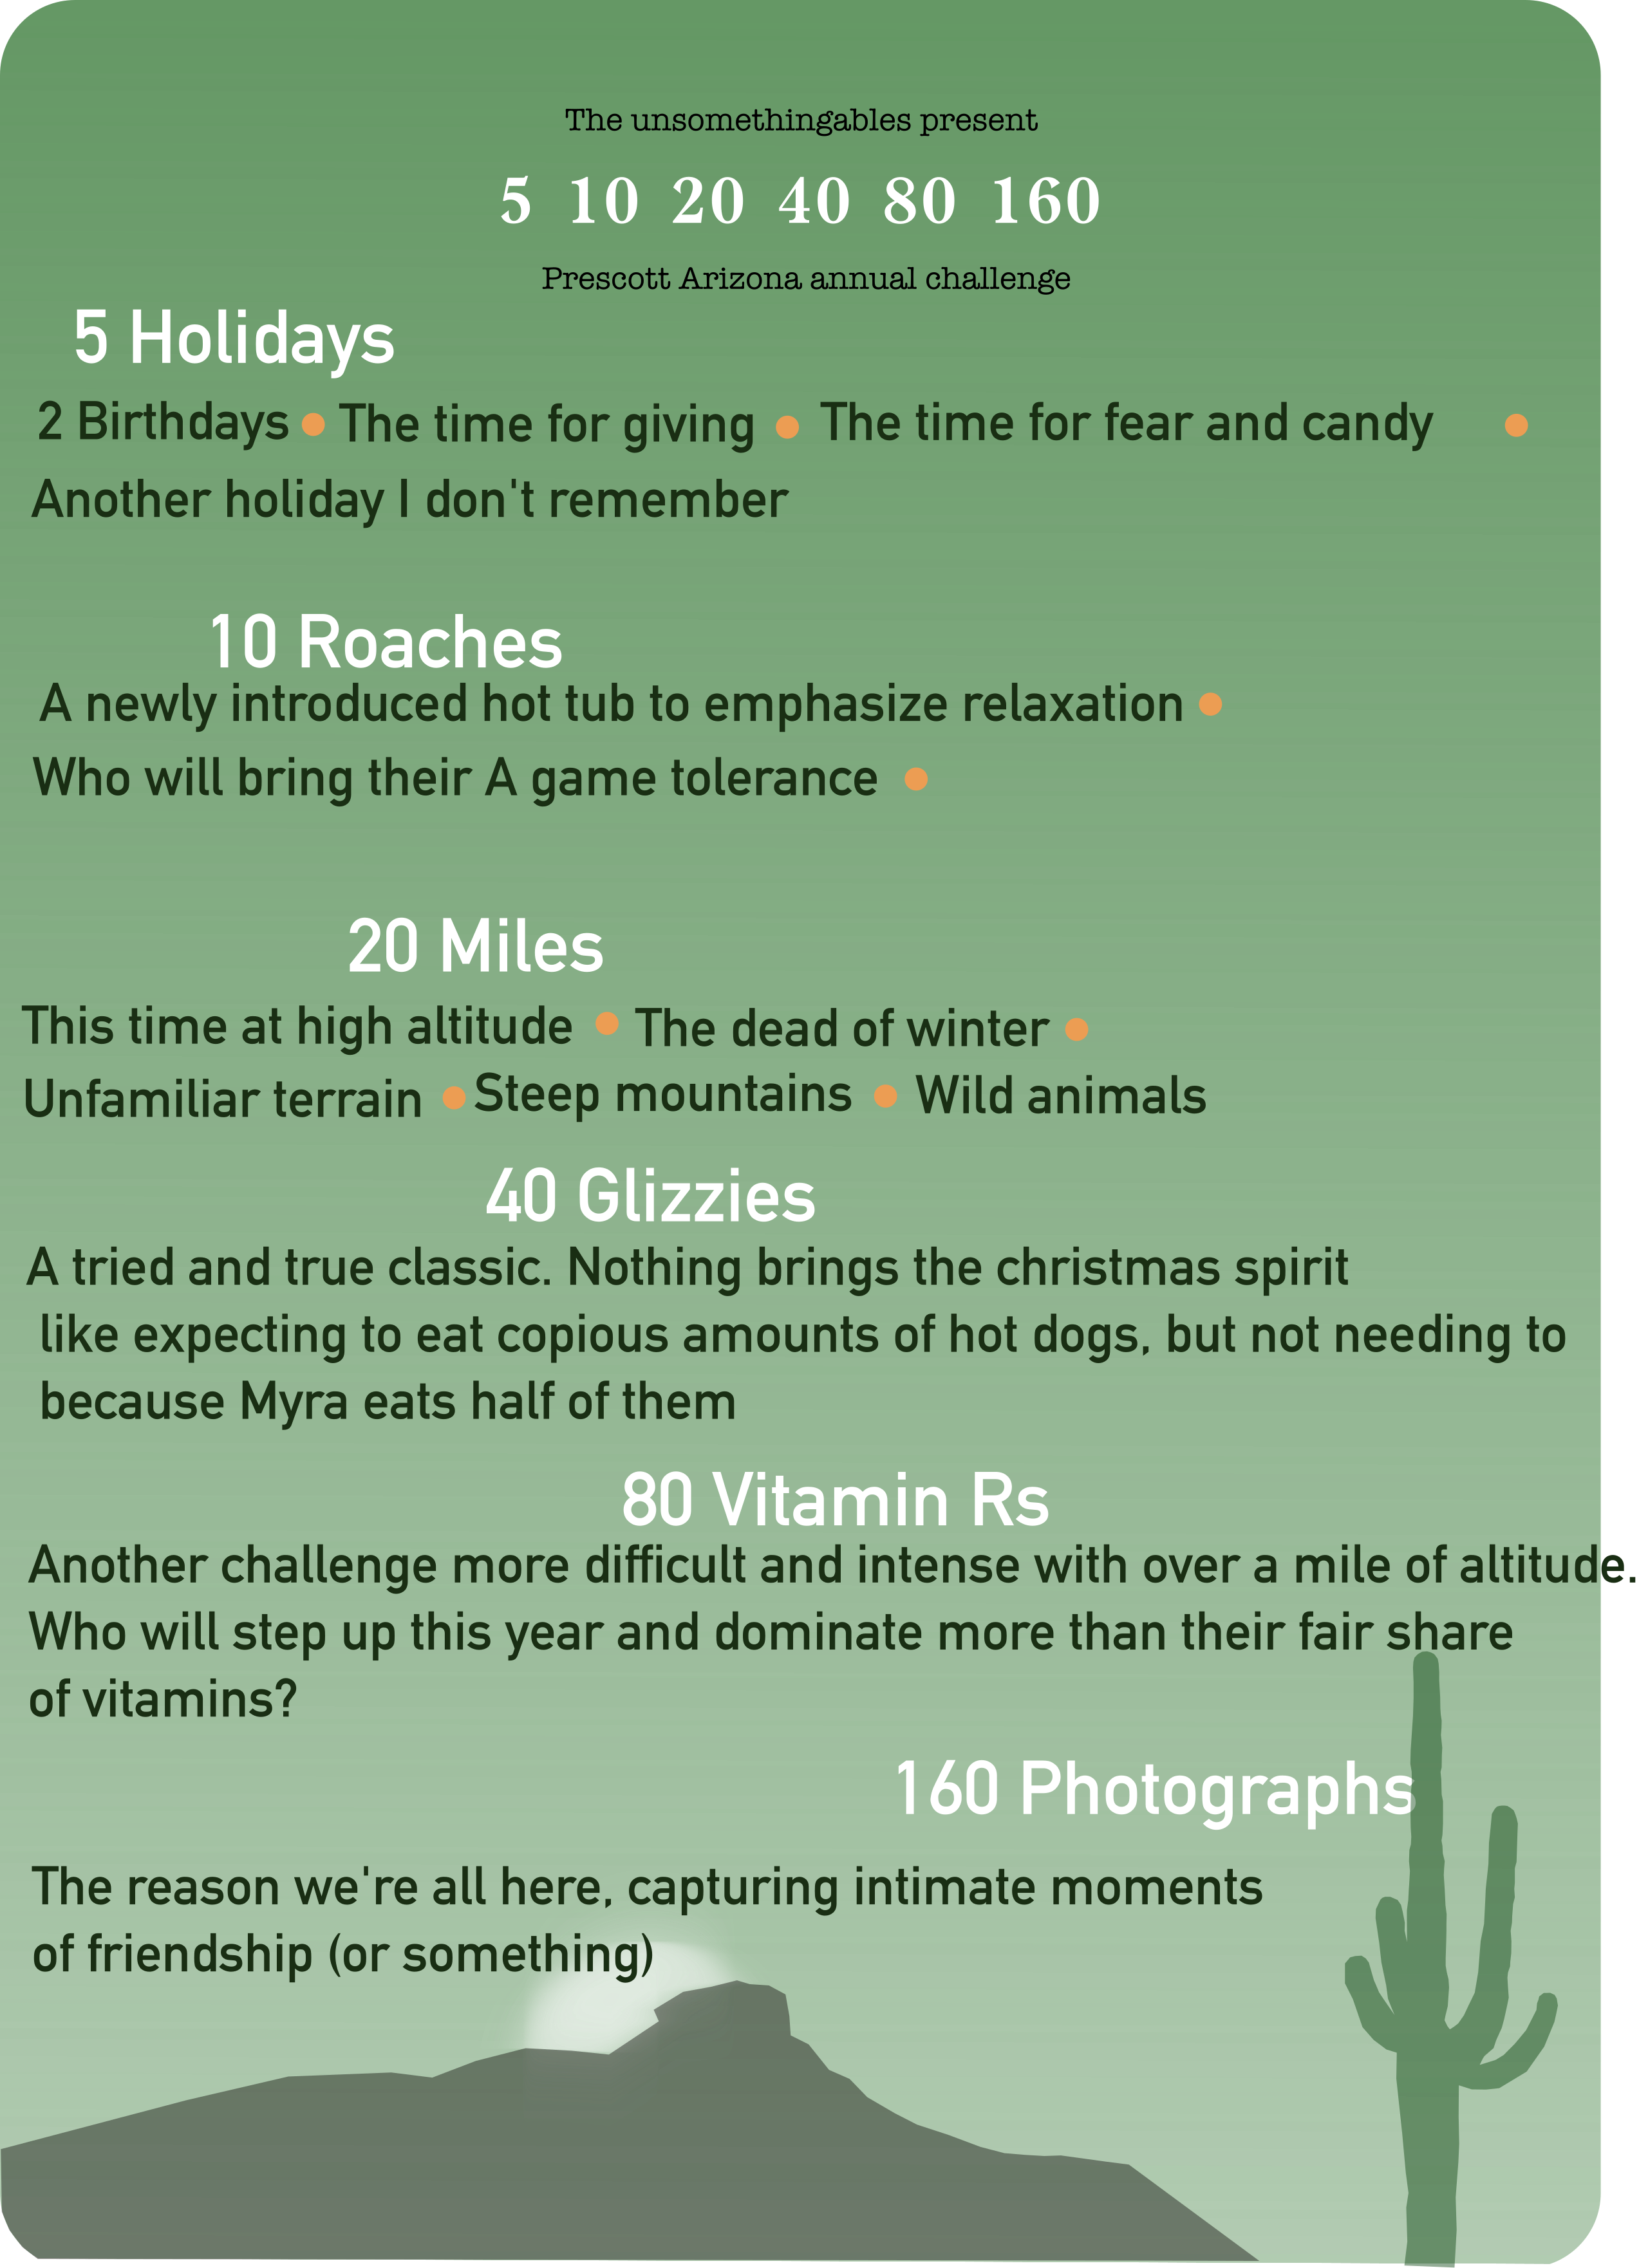 The unsomethingables present
5 10 20 40 80 160
Prescott Arizona annual challenge
5 Holidays
2 Birthdays • The time for giving • The time for fear and candy •
Another holiday I don't remember
10 Roaches
A newly introduced hot tub to emphasize relaxation •
Who will bring their A game tolerance •
20 Miles
This time at high altitude • The dead of winter •
Unfamiliar terrain • Steep mountains • Wild animals
40 Glizzies
A tried and true classic. Nothing brings the christmas spirit
like expecting to eat copious amounts of hot dogs, but not needing to
because Myra eats half of them
80 Vitamin Rs
Another challenge more difficult and intense with over a mile of altitude.
Who will step up this year and dominate more than their fair share
of vitamins?
160 Photographs
The reason we're all here, capturing intimate moments
of friendship (or something)